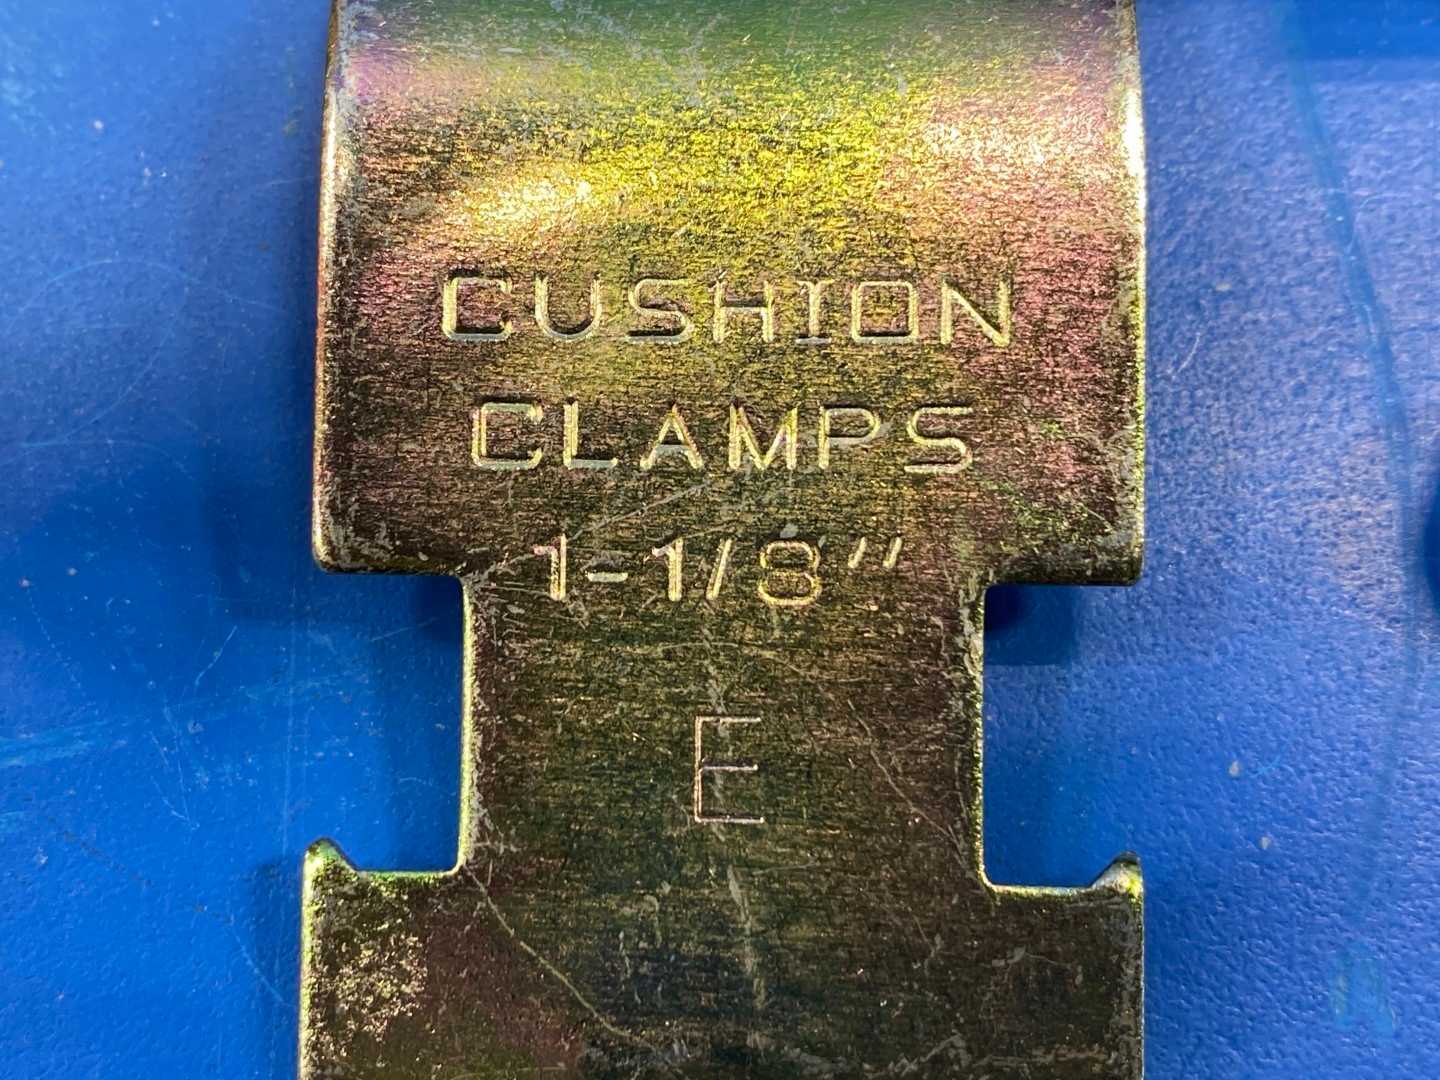 CUSHION
CLAMPS
1-1/8"
E